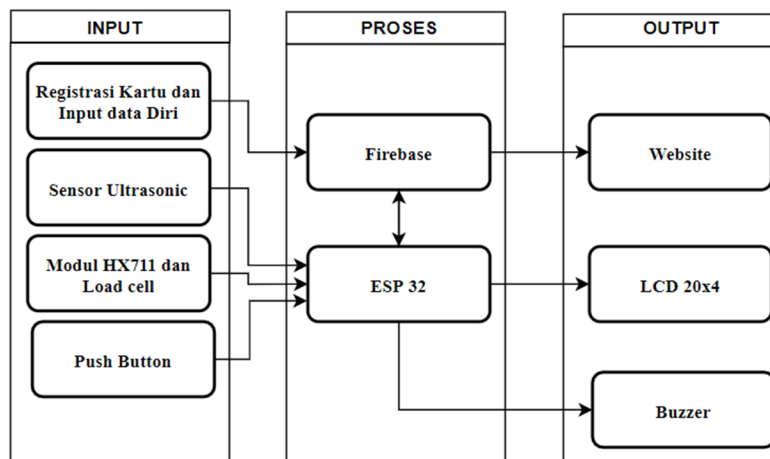 INPUT
Registrasi Kartu dan
Input data Diri
Sensor Ultrasonic
Modul HX711 dan
Load cell
Push Button
PROSES
Firebase
ESP 32
OUTPUT
Website
LCD 20x4
Buzzer